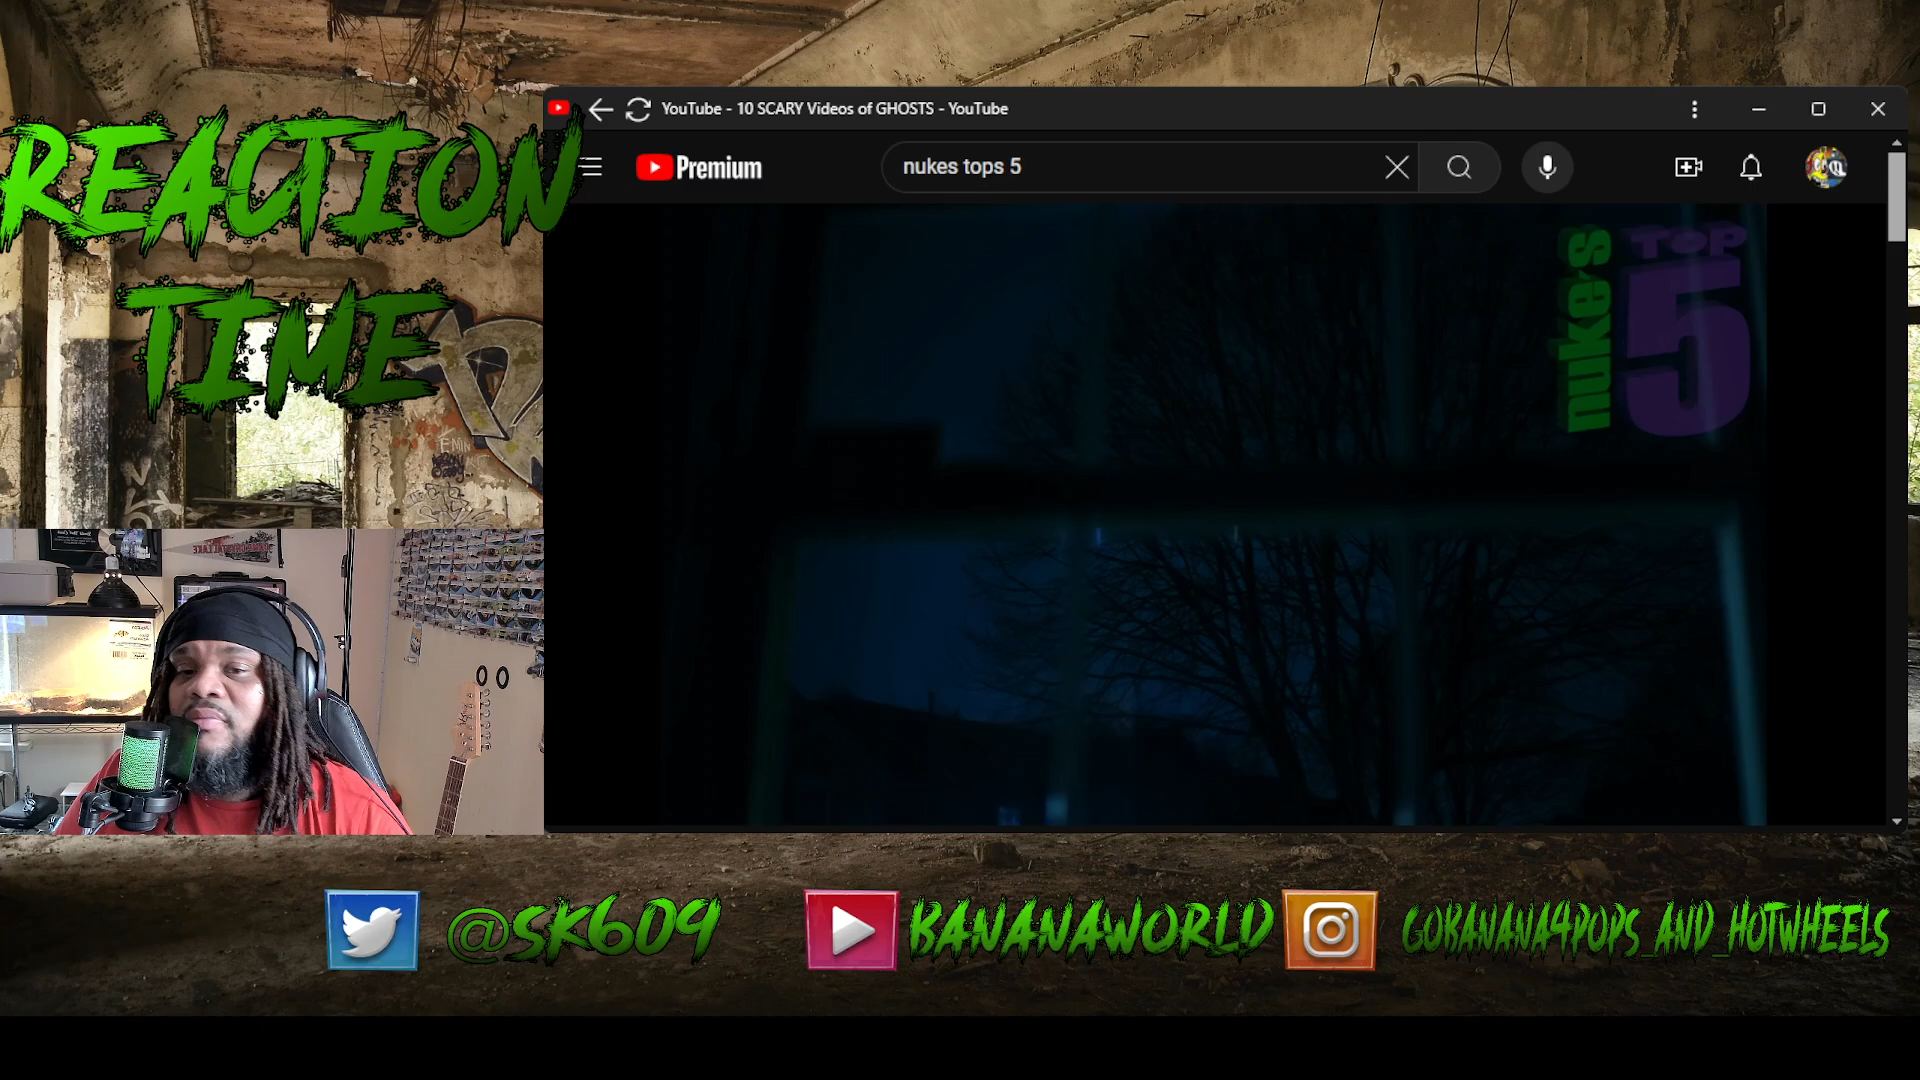 REACTION
TIME
YouTube - 10 SCARY Videos of GHOSTS - YouTube
Premium
nukes tops 5
nuke's
TOP
5
@SK609
BANANAWORLD
GOBANANA4POPS_AND_HOTWHEELS